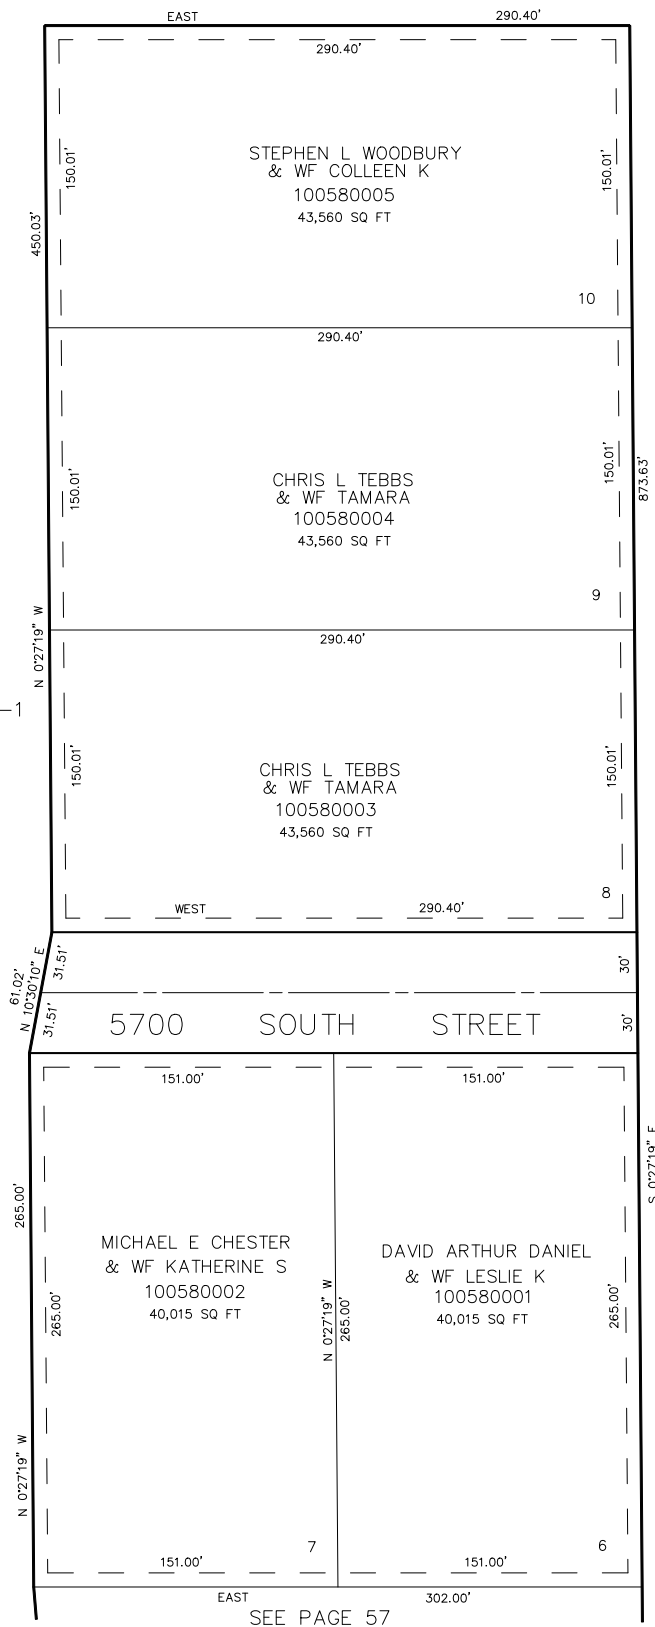 EAST 290.40'
290.40'
STEPHEN L WOODBURY
& WF COLLEEN K
100580005
43,560 SQ FT
150.01'
150.01'
450.03'
10
290.40'
CHRIS L TEBBS
& WF TAMARA
100580004
43,560 SQ FT
150.01'
150.01'
873.63'
9
N 0°27'19" W
290.40'
-1
CHRIS L TEBBS
& WF TAMARA
100580003
43,560 SQ FT
150.01'
150.01'
8
WEST 290.40'
61.02'
N 10°30'10" E
31.51'
31.51'
30'
30'
5700 SOUTH STREET
151.00'
151.00'
S 0°27'19" E
265.00'
MICHAEL E CHESTER
& WF KATHERINE S
100580002
40,015 SQ FT
265.00'
N 0°27'19" W
265.00'
DAVID ARTHUR DANIEL
& WF LESLIE K
100580001
40,015 SQ FT
265.00'
N 0°27'19" W
7
6
151.00'
151.00'
EAST 302.00'
SEE PAGE 57